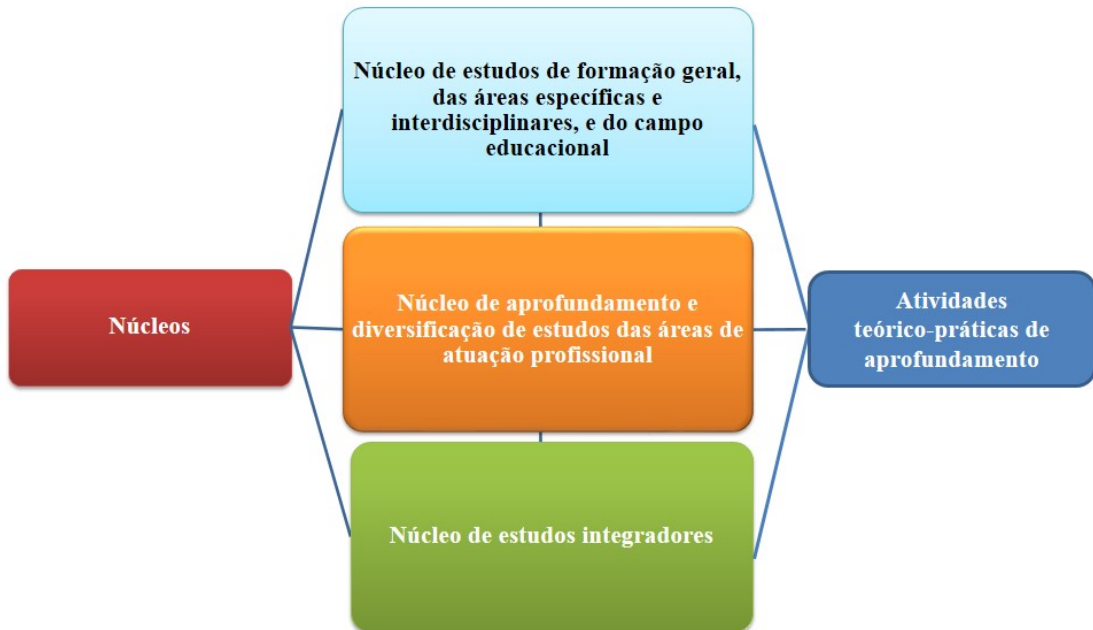 Núcleo de estudos de formação geral,
das áreas específicas e
interdisciplinares, e do campo
educacional
Núcleos
Núcleo de aprofundamento e
diversificação de estudos das áreas de
atuação profissional
Atividades
teórico-práticas de
aprofundamento
Núcleo de estudos integradores